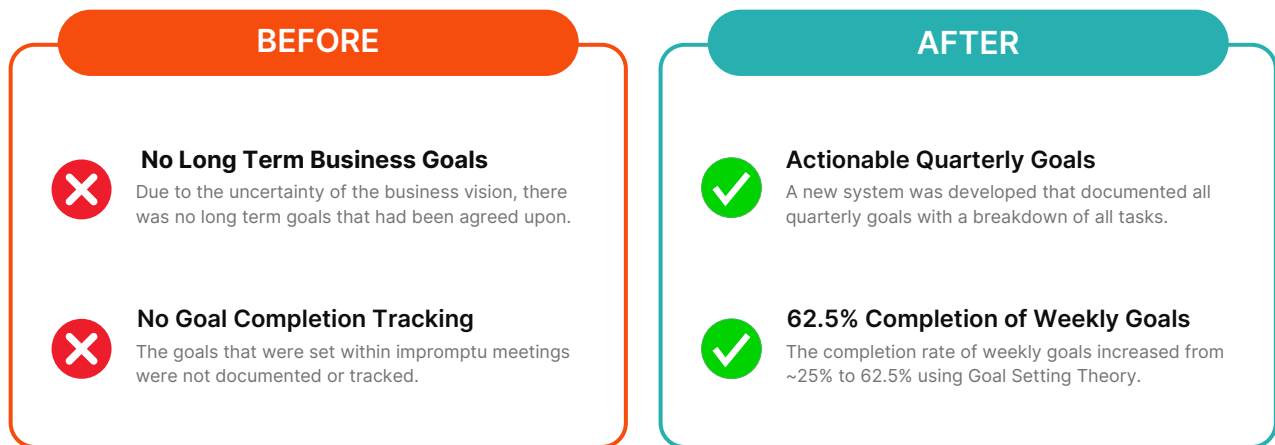 BEFORE
No Long Term Business Goals
Due to the uncertainty of the business vision, there
was no long term goals that had been agreed upon.
No Goal Completion Tracking
The goals that were set within impromptu meetings
were not documented or tracked.
AFTER
Actionable Quarterly Goals
A new system was developed that documented all
quarterly goals with a breakdown of all tasks.
62.5% Completion of Weekly Goals
The completion rate of weekly goals increased from
~25% to 62.5% using Goal Setting Theory.